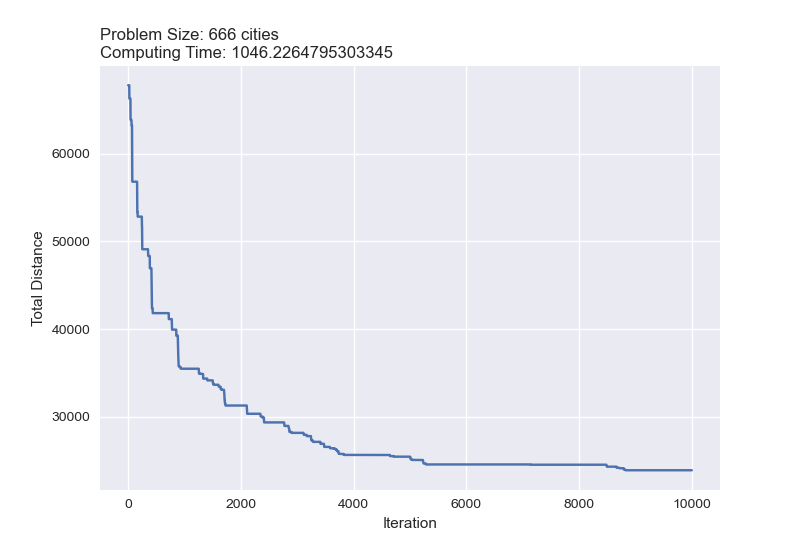 Problem Size: 666 cities
Computing Time: 1046.2264795303345
60000
50000
40000
30000
Total Distance
0 2000 4000 6000 8000 10000
Iteration